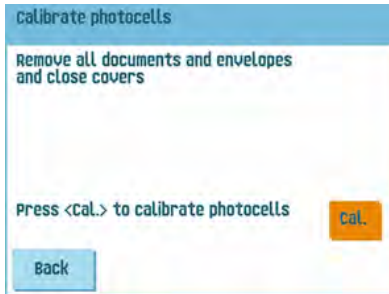 Calibrate photocells
Remove all documents and envelopes
and close covers
Press <Cal.> to calibrate photocells
Cal.
Back